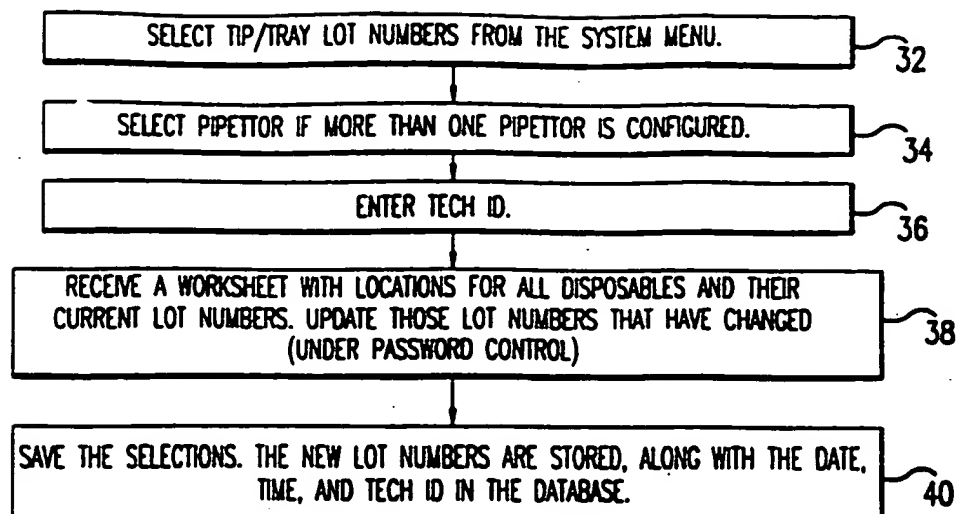 SELECT TIP/TRAY LOT NUMBERS FROM THE SYSTEM MENU.
32
SELECT PIPETTOR IF MORE THAN ONE PIPETTOR IS CONFIGURED.
34
ENTER TECH ID.
36
RECEIVE A WORKSHEET WITH LOCATIONS FOR ALL DISPOSABLES AND THEIR
CURRENT LOT NUMBERS. UPDATE THOSE LOT NUMBERS THAT HAVE CHANGED
(UNDER PASSWORD CONTROL)
38
SAVE THE SELECTIONS. THE NEW LOT NUMBERS ARE STORED, ALONG WITH THE DATE,
TIME, AND TECH ID IN THE DATABASE.
40